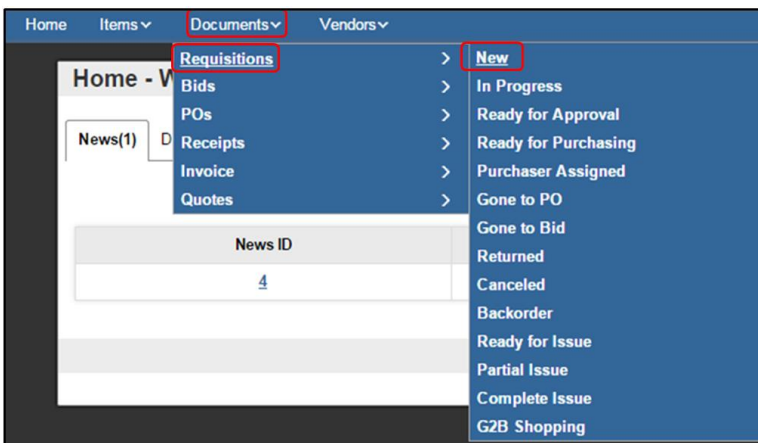 Home Items Documents Vendors
Requisitions
Bids
POs
Receipts
Invoice
Quotes
New
In Progress
Ready for Approval
Ready for Purchasing
Purchaser Assigned
Gone to PO
Gone to Bid
Returned
Canceled
Backorder
Ready for Issue
Partial Issue
Complete Issue
G2B Shopping
Home - W
News(1) D
News ID
4